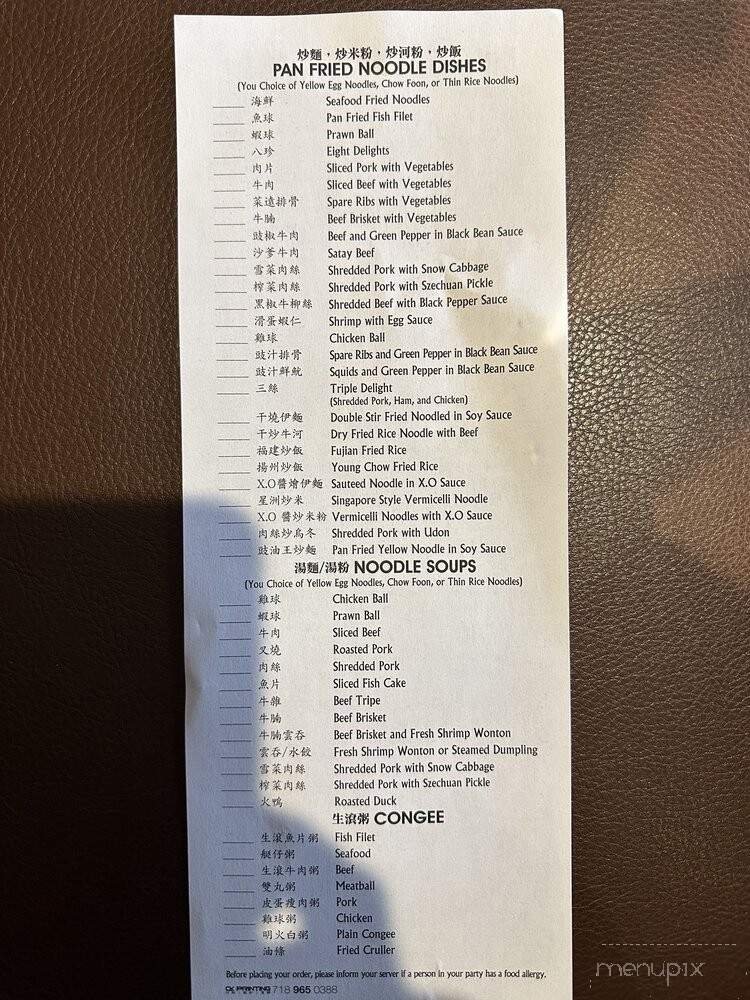 炒麵，炒米粉，炒河粉，炒飯
PAN FRIED NOODLE DISHES
(You Choice of Yellow Egg Noodles, Chow Foon, or Thin Rice Noodles)
海鮮 Seafood Fried Noodles
魚球 Pan Fried Fish Filet
蝦球 Prawn Ball
八珍 Eight Delights
肉片 Sliced Pork with Vegetables
牛肉 Sliced Beef with Vegetables
菜遠排骨 Spare Ribs with Vegetables
牛腩 Beef Brisket with Vegetables
豉椒牛肉 Beef and Green Pepper in Black Bean Sauce
沙爹牛肉 Satay Beef
雪菜肉絲 Shredded Pork with Snow Cabbage
榨菜肉絲 Shredded Pork with Szechuan Pickle
黑椒牛柳絲 Shredded Beef with Black Pepper Sauce
滑蛋蝦仁 Shrimp with Egg Sauce
雞球 Chicken Ball
豉汁排骨 Spare Ribs and Green Pepper in Black Bean Sauce
豉汁鮮魷 Squids and Green Pepper in Black Bean Sauce
三絲 Triple Delight
(Shredded Pork, Ham, and Chicken)
干燒伊麵 Double Stir Fried Noodled in Soy Sauce
干炒牛河 Dry Fried Rice Noodle with Beef
福建炒飯 Fujian Fried Rice
揚州炒飯 Young Chow Fried Rice
X.O醬燴伊麵 Sauteed Noodle in X.O Sauce
星洲炒米 Singapore Style Vermicelli Noodle
X.O 醬炒米粉 Vermicelli Noodles with X.O Sauce
肉絲炒烏冬 Shredded Pork with Udon
豉油王炒麵 Pan Fried Yellow Noodle in Soy Sauce
湯麵/湯粉 NOODLE SOUPS
(You Choice of Yellow Egg Noodles, Chow Foon, or Thin Rice Noodles)
雞球 Chicken Ball
蝦球 Prawn Ball
牛肉 Sliced Beef
叉燒 Roasted Pork
肉絲 Shredded Pork
魚片 Sliced Fish Cake
牛雜 Beef Tripe
牛腩 Beef Brisket
牛腩雲吞 Beef Brisket and Fresh Shrimp Wonton
雲吞/水餃 Fresh Shrimp Wonton or Steamed Dumpling
雪菜肉絲 Shredded Pork with Snow Cabbage
榨菜肉絲 Shredded Pork with Szechuan Pickle
火鴨 Roasted Duck
生滾粥 CONGEE
生滾魚片粥 Fish Filet
艇仔粥 Seafood
生滾牛肉粥 Beef
雙丸粥 Meatball
皮蛋瘦肉粥 Pork
雞球粥 Chicken
明火白粥 Plain Congee
油條 Fried Cruller
Before placing your order, please inform your server if a person in your party has a food allergy.
PRINTING 718 965 0388
menupix